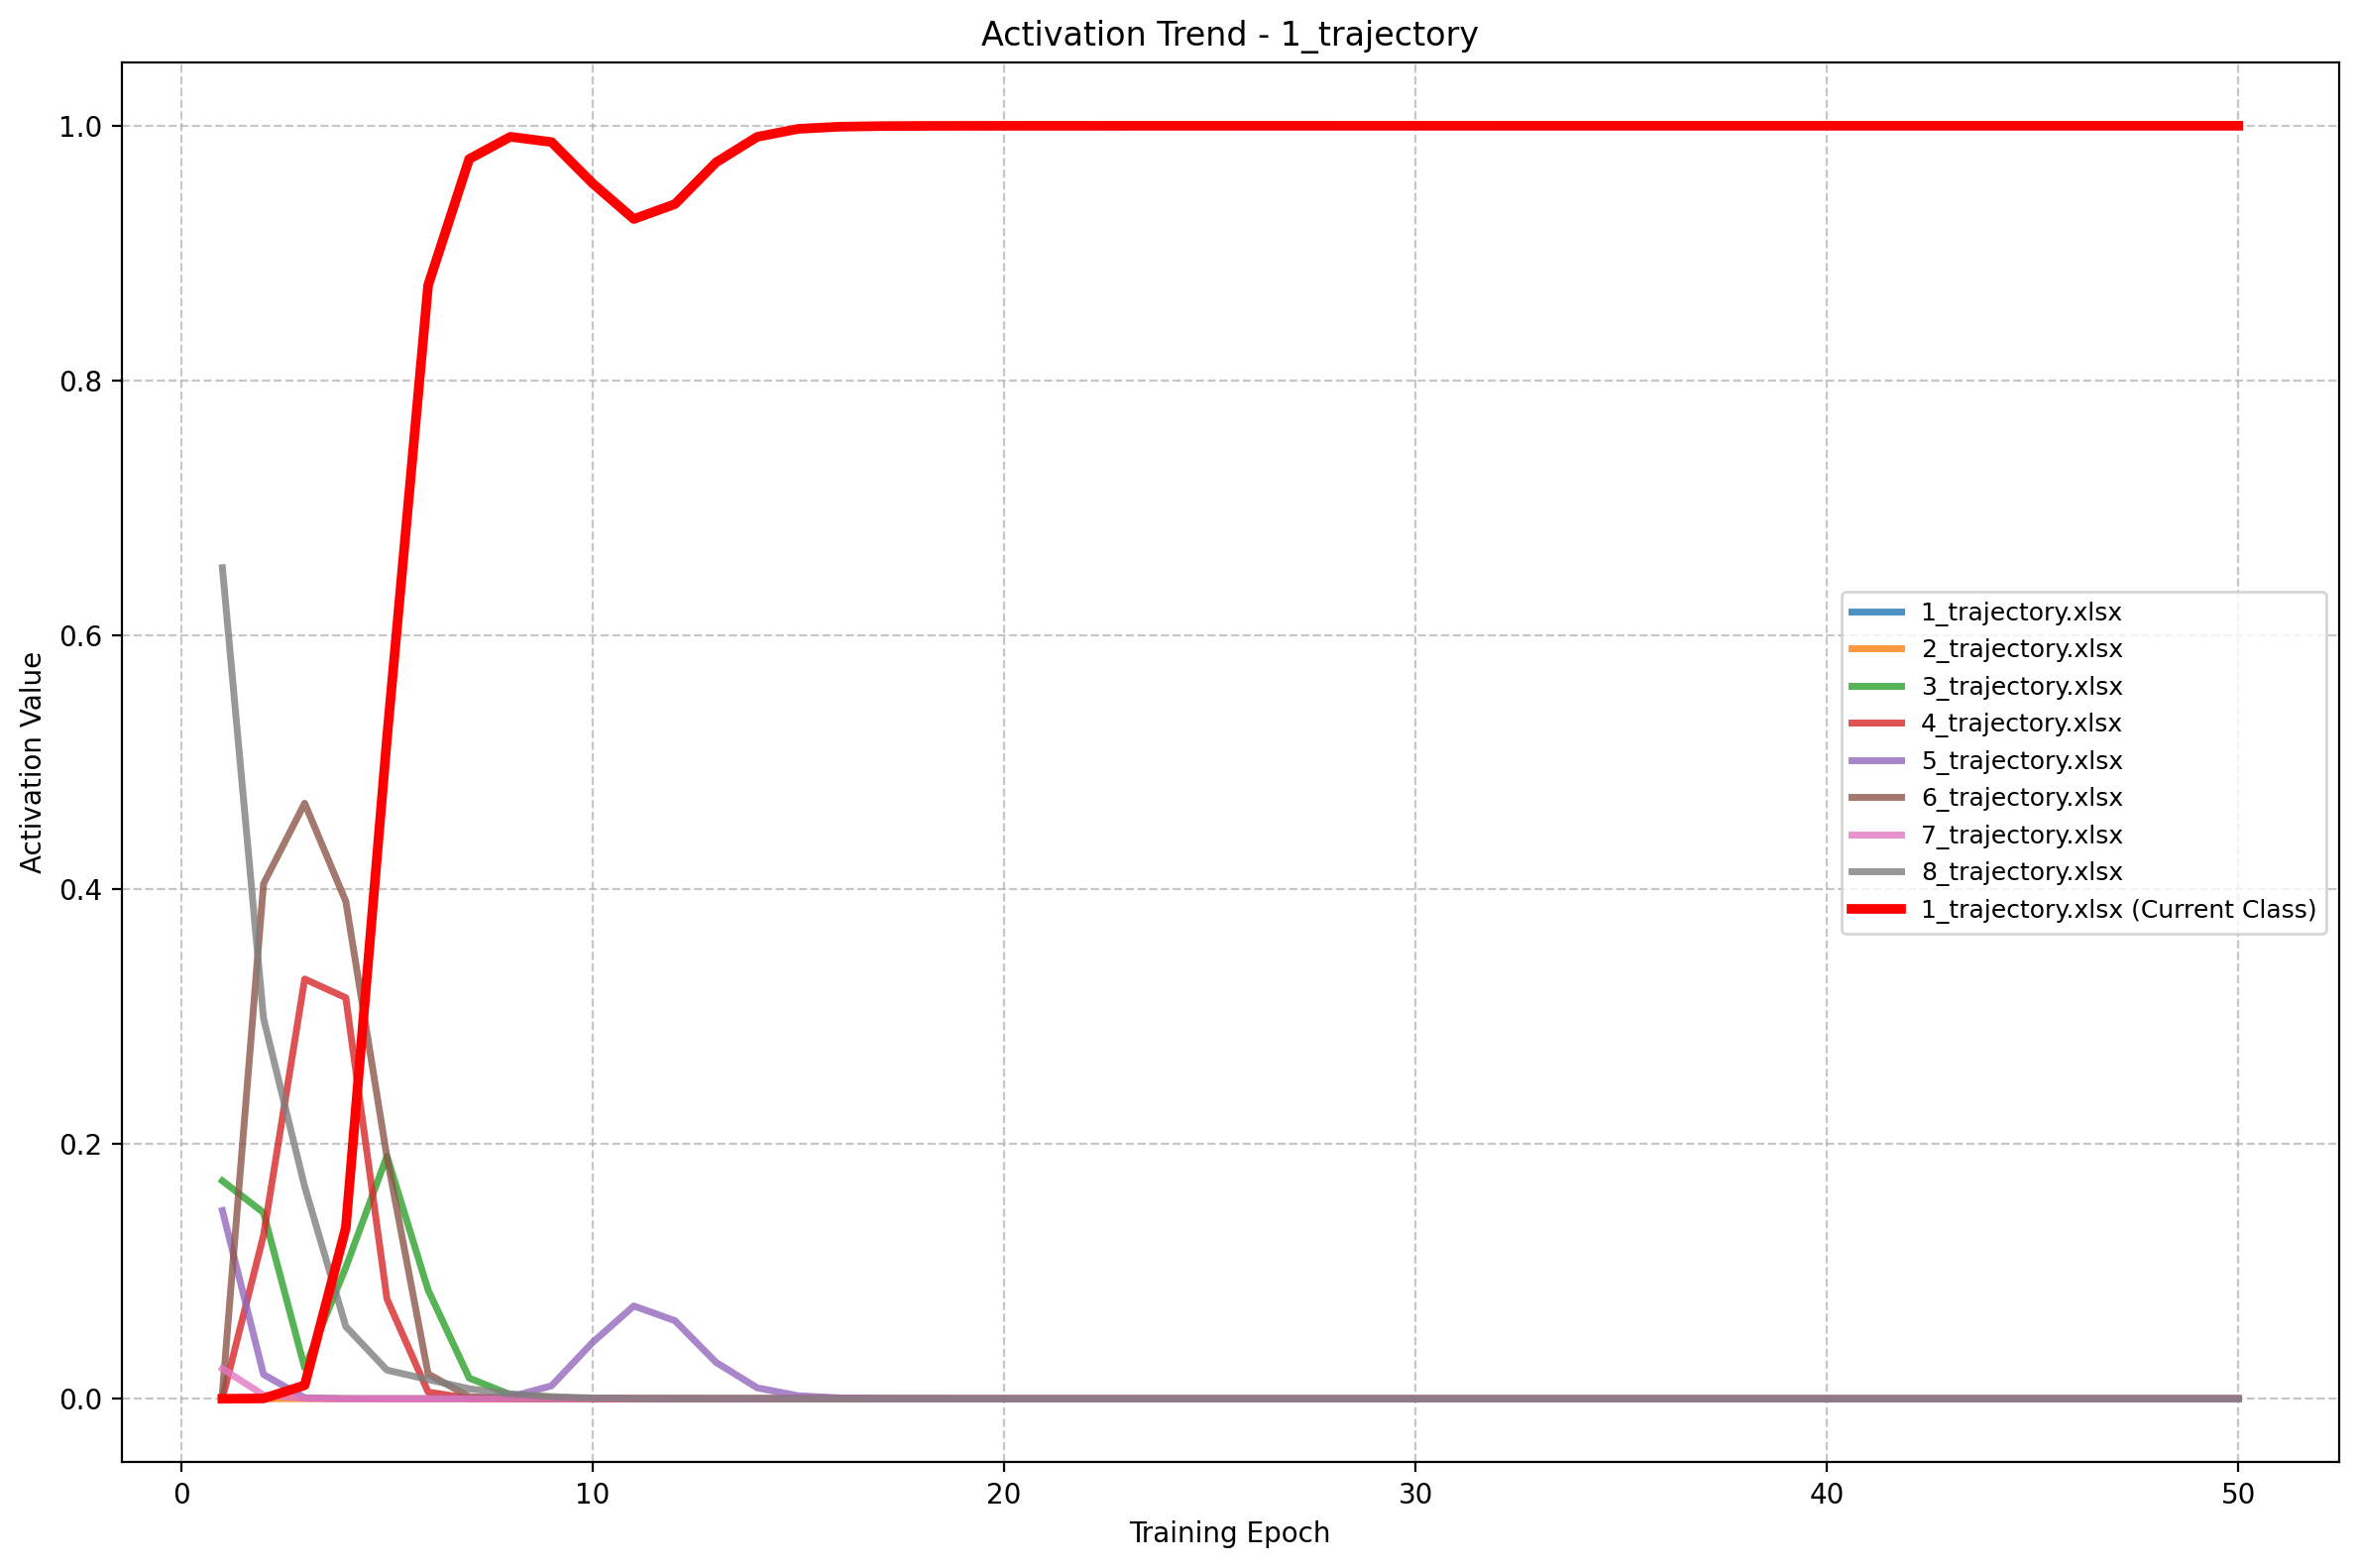 Activation Trend - 1_trajectory
1.0
0.8
0.6
0.4
0.2
0.0
Activation Value
0 10 20 30 40 50
Training Epoch
1_trajectory.xlsx
2_trajectory.xlsx
3_trajectory.xlsx
4_trajectory.xlsx
5_trajectory.xlsx
6_trajectory.xlsx
7_trajectory.xlsx
8_trajectory.xlsx
1_trajectory.xlsx (Current Class)